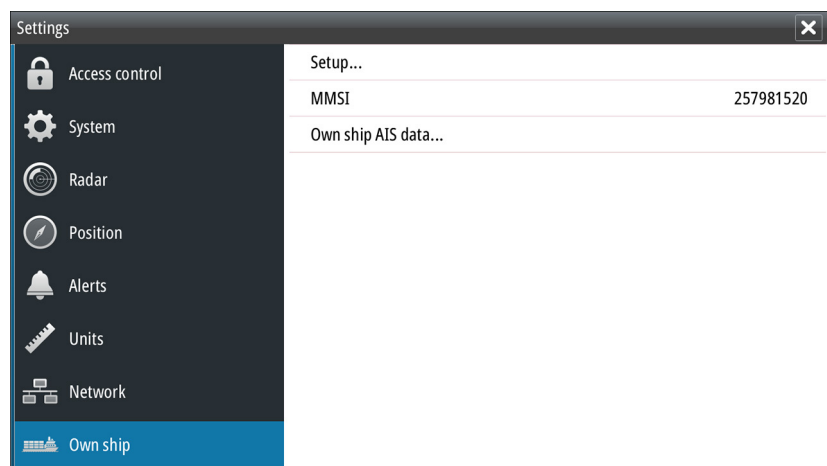 Settings
Access control
System
Radar
Position
Alerts
Units
Network
Own ship
Setup...
MMSI 257981520
Own ship AIS data...